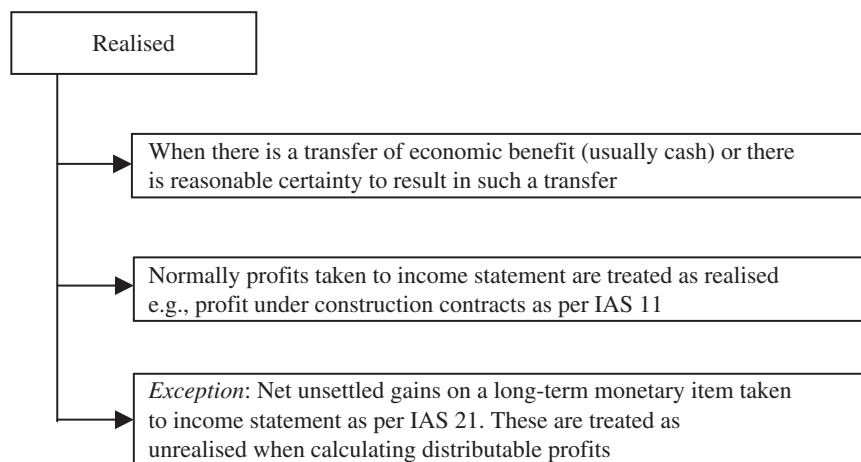 Realised
When there is a transfer of economic benefit (usually cash) or there
is reasonable certainty to result in such a transfer
Normally profits taken to income statement are treated as realised
e.g., profit under construction contracts as per IAS 11
Exception: Net unsettled gains on a long-term monetary item taken
to income statement as per IAS 21. These are treated as
unrealised when calculating distributable profits